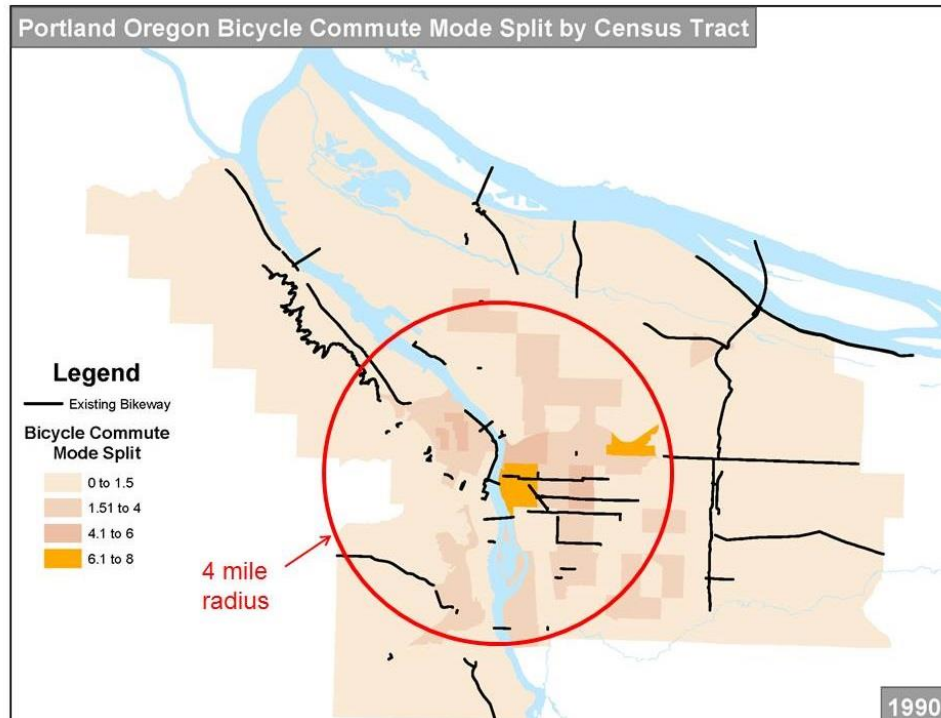 Portland Oregon Bicycle Commute Mode Split by Census Tract
Legend
Existing Bikeway
Bicycle Commute
Mode Split
0 to 1.5
1.51 to 4
4.1 to 6
6.1 to 8
4 mile
radius
1990